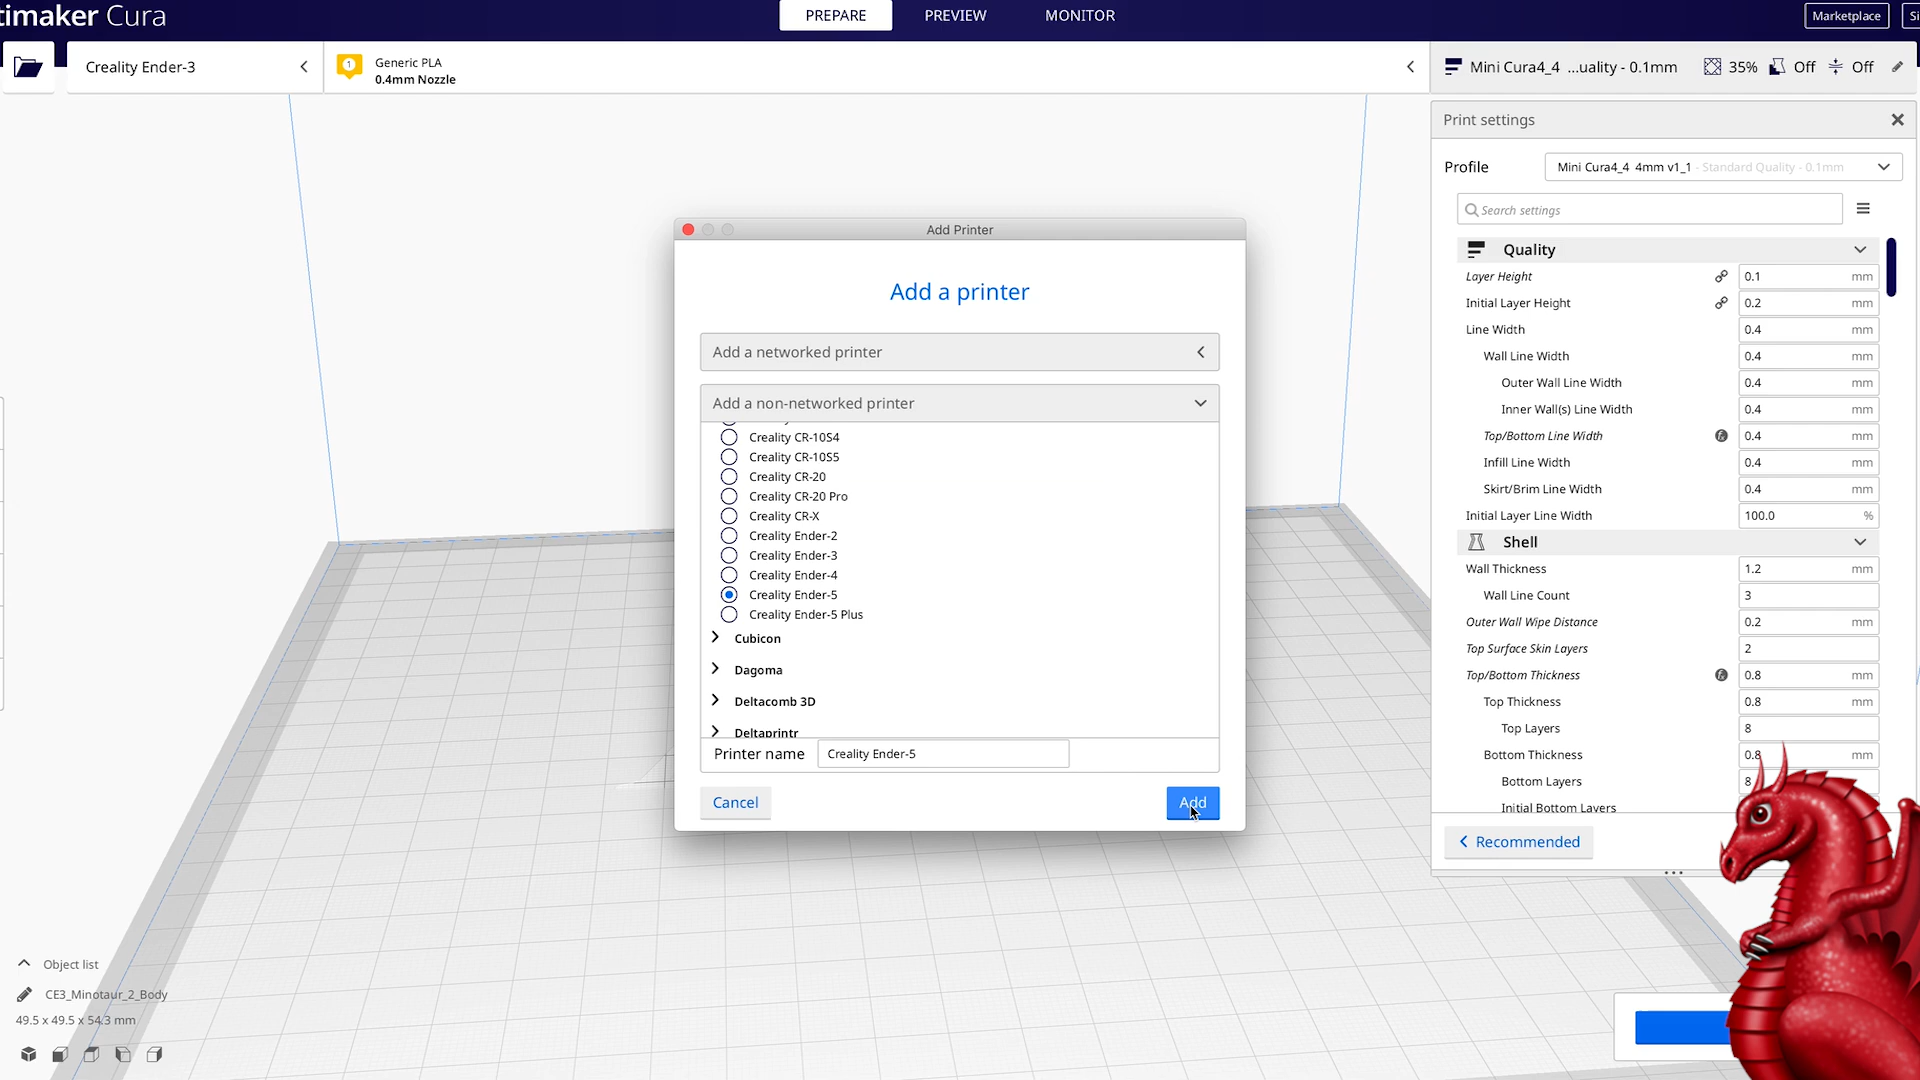 timaker Cura
PREPARE
PREVIEW
MONITOR
Marketplace
Si
Creality Ender-3
1
Generic PLA
0.4mm Nozzle
Mini Cura4_4 ...uality - 0.1mm
35%
Off
Off
Print settings
Profile
Mini Cura4_4 4mm v1_1 - Standard Quality - 0.1mm
Search settings
Quality
Layer Height
0.1 mm
Initial Layer Height
0.2 mm
Line Width
0.4 mm
Wall Line Width
0.4 mm
Outer Wall Line Width
0.4 mm
Inner Wall(s) Line Width
0.4 mm
Top/Bottom Line Width
0.4 mm
Infill Line Width
0.4 mm
Skirt/Brim Line Width
0.4 mm
Initial Layer Line Width
100.0 %
Shell
Wall Thickness
1.2 mm
Wall Line Count
3
Outer Wall Wipe Distance
0.2 mm
Top Surface Skin Layers
2
Top/Bottom Thickness
0.8 mm
Top Thickness
0.8 mm
Top Layers
8
Bottom Thickness
0.8 mm
Bottom Layers
8
Initial Bottom Layers
Recommended
Add Printer
Add a printer
Add a networked printer
Add a non-networked printer
Creality CR-10S4
Creality CR-10S5
Creality CR-20
Creality CR-20 Pro
Creality CR-X
Creality Ender-2
Creality Ender-3
Creality Ender-4
Creality Ender-5
Creality Ender-5 Plus
Cubicon
Dagoma
Deltacomb 3D
Deltaprintr
Printer name
Creality Ender-5
Cancel
Add
Object list
CE3_Minotaur_2_Body
49.5 x 49.5 x 54.3 mm